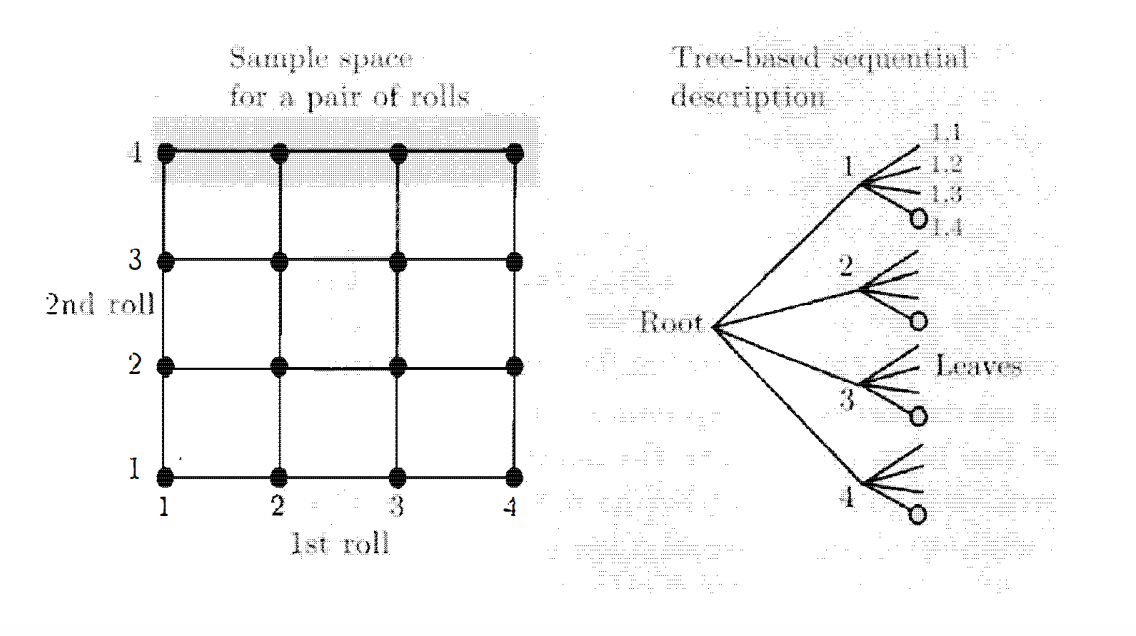 Sample space
for a pair of rolls
4
3
2nd roll
2
1
1 2 3 4
1st roll
Tree-based sequential
description
1
1,1
1,2
1,3
1,4
2
Root
Leaves
3
4